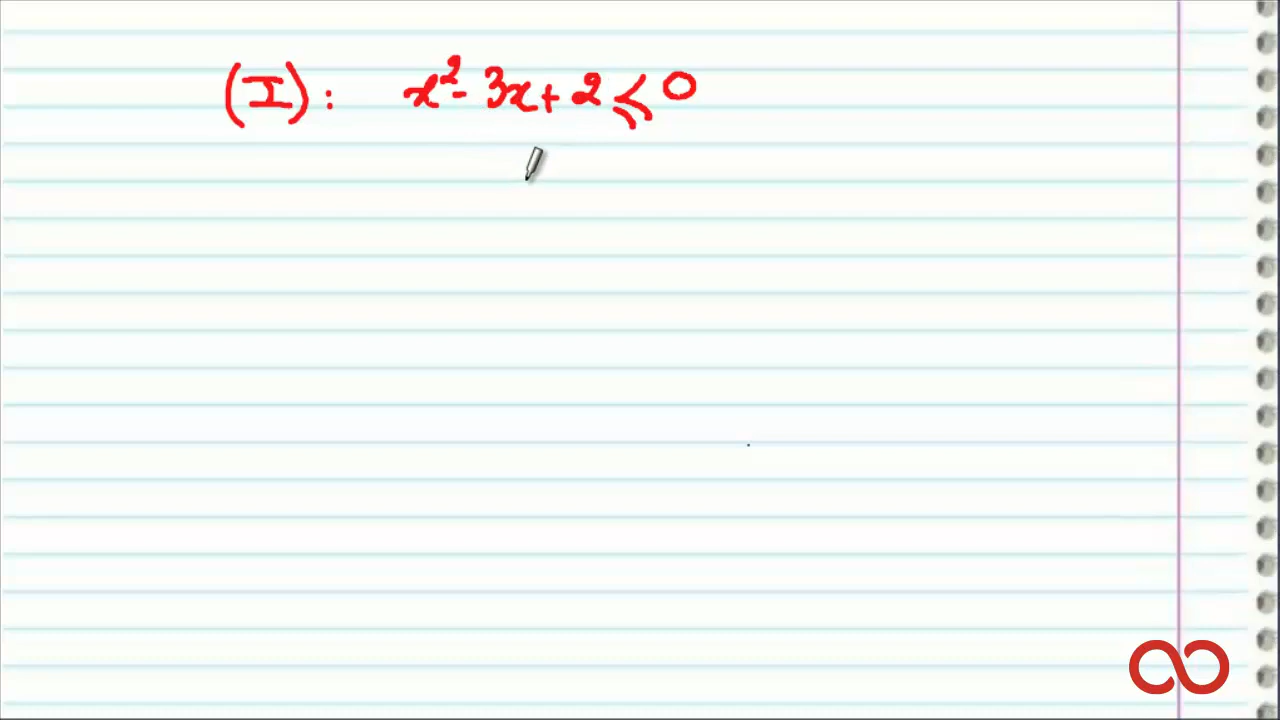 (I) : x² - 3x + 2 ⩽ 0